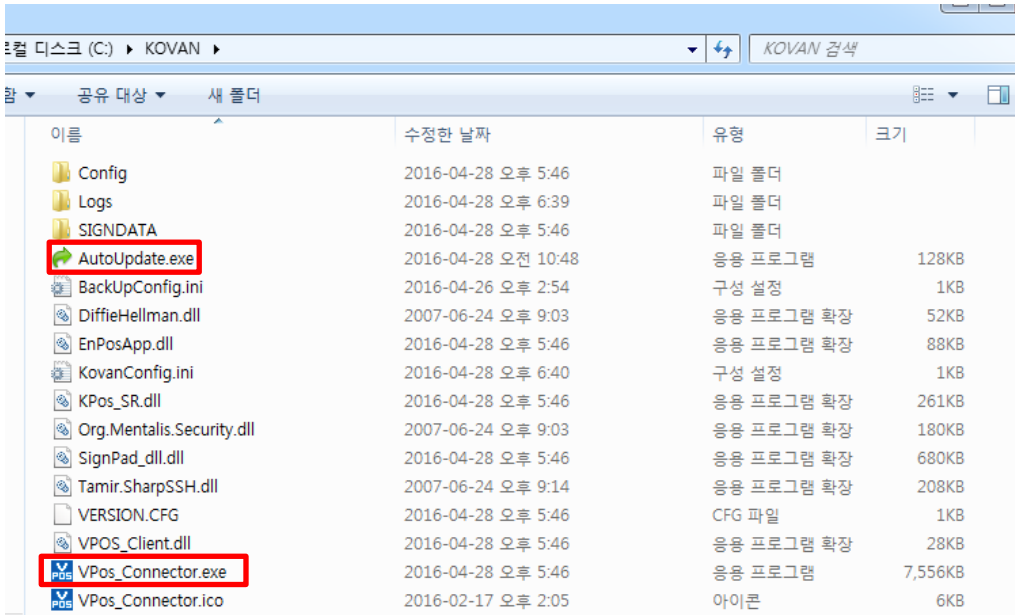 컬 디스크 (C:) ▸ KOVAN ▸ KOVAN 검색
함 ▾ 공유 대상 ▾ 새 폴더
이름 수정한 날짜 유형 크기
Config 2016-04-28 오후 5:46 파일 폴더
Logs 2016-04-28 오후 6:39 파일 폴더
SIGNDATA 2016-04-28 오후 5:46 파일 폴더
AutoUpdate.exe 2016-04-28 오전 10:48 응용 프로그램 128KB
BackUpConfig.ini 2016-04-26 오후 2:54 구성 설정 1KB
DiffieHellman.dll 2007-06-24 오후 9:03 응용 프로그램 확장 52KB
EnPosApp.dll 2016-04-28 오후 5:46 응용 프로그램 확장 88KB
KovanConfig.ini 2016-04-28 오후 6:40 구성 설정 1KB
KPos_SR.dll 2016-04-28 오후 5:46 응용 프로그램 확장 261KB
Org.Mentalis.Security.dll 2007-06-24 오후 9:03 응용 프로그램 확장 180KB
SignPad_dll.dll 2016-04-28 오후 5:46 응용 프로그램 확장 680KB
Tamir.SharpSSH.dll 2007-06-24 오후 9:14 응용 프로그램 확장 208KB
VERSION.CFG 2016-04-28 오후 5:46 CFG 파일 1KB
VPOS_Client.dll 2016-04-28 오후 5:46 응용 프로그램 확장 28KB
VPos_Connector.exe 2016-04-28 오후 5:46 응용 프로그램 7,556KB
VPos_Connector.ico 2016-02-17 오후 2:05 아이콘 6KB